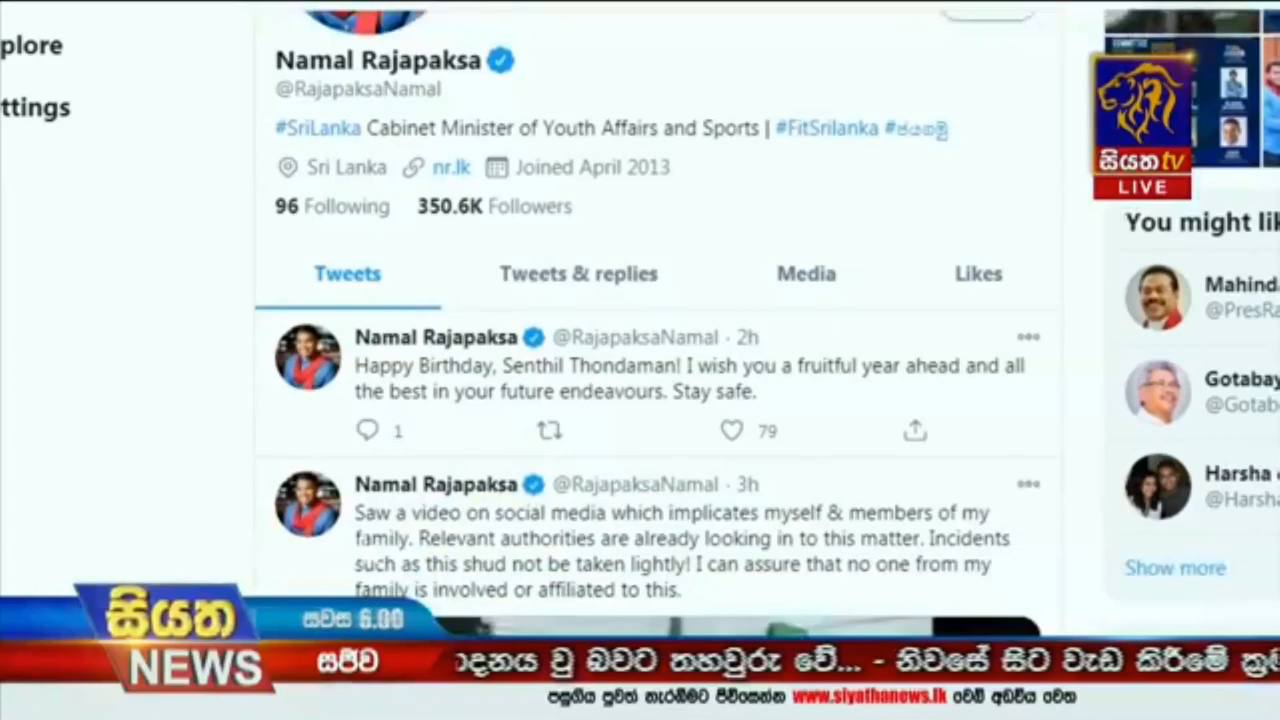 plore
ttings
Namal Rajapaksa
@RajapaksaNamal
#SriLanka Cabinet Minister of Youth Affairs and Sports | #FitSrilanka #ජයගමු
Sri Lanka nr.lk Joined April 2013
96 Following 350.6K Followers
Tweets Tweets & replies Media Likes
Namal Rajapaksa @RajapaksaNamal · 2h
Happy Birthday, Senthil Thondaman! I wish you a fruitful year ahead and all
the best in your future endeavours. Stay safe.
1 79
Namal Rajapaksa @RajapaksaNamal · 3h
Saw a video on social media which implicates myself & members of my
family. Relevant authorities are already looking in to this matter. Incidents
such as this shud not be taken lightly! I can assure that no one from my
family is involved or affiliated to this.
සියත tv
LIVE
You might lik
Mahind
@PresRa
Gotabay
@Gotab
Harsha
@Harsha
Show more
සියත
NEWS
සවස 6.00
සජීව
ාදනය වූ බවට තහවුරු වේ... - නිවසේ සිට වැඩ කිරීමේ ක්‍ර
පසුගිය පුවත් නැරඹීමට පිවිසෙන්න www.siyathanews.lk වෙබ් අඩවිය වෙත